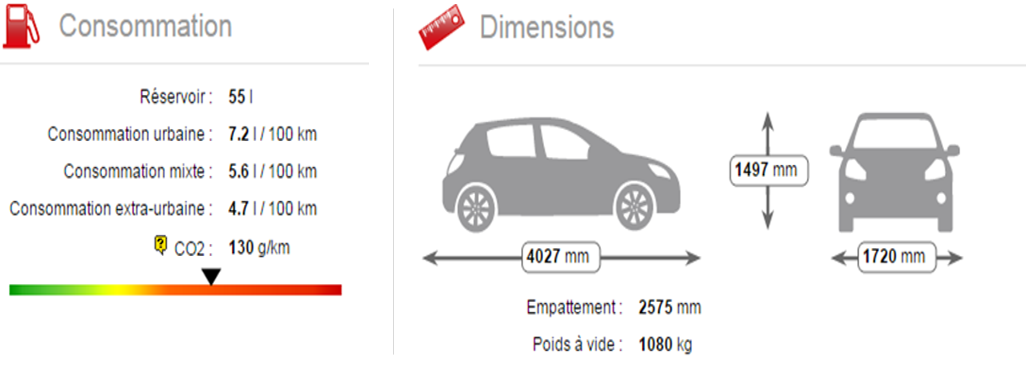 Consommation
Réservoir : 55 l
Consommation urbaine : 7.2 l / 100 km
Consommation mixte : 5.6 l / 100 km
Consommation extra-urbaine : 4.7 l / 100 km
? CO2 : 130 g/km
Dimensions
1497 mm
4027 mm
1720 mm
Empattement : 2575 mm
Poids à vide : 1080 kg